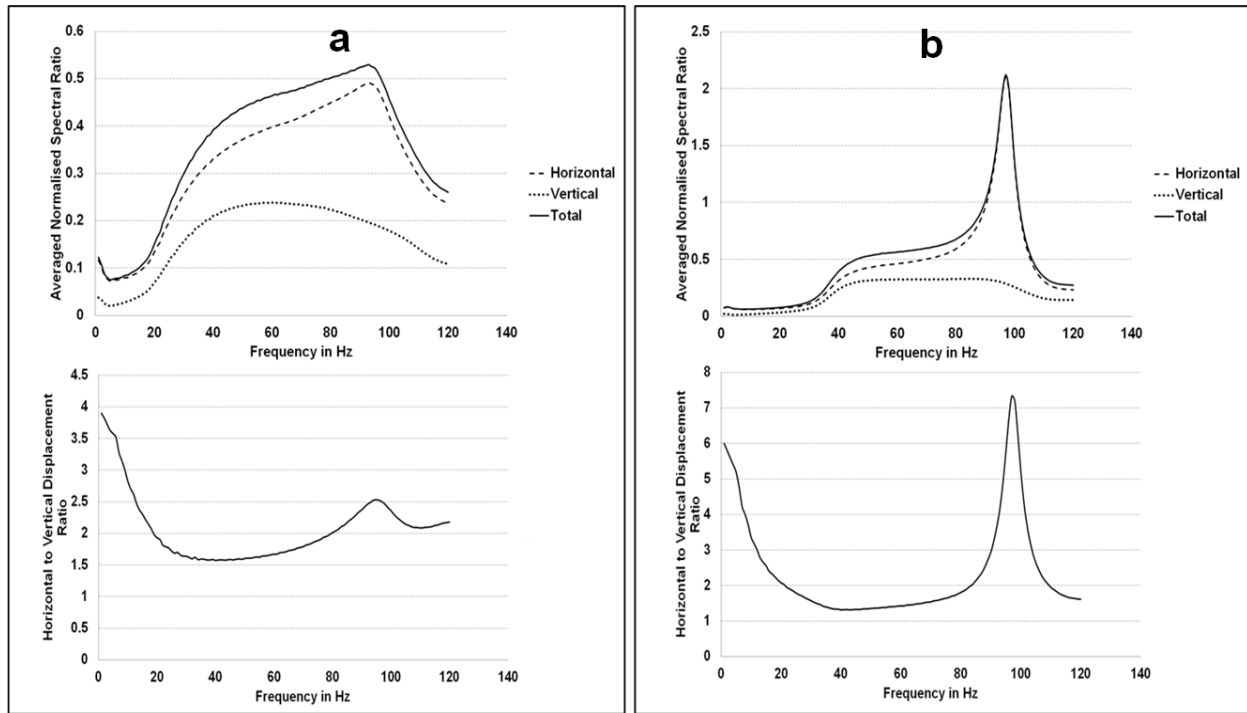 a
Averaged Normalised Spectral Ratio
0.6
0.5
0.4
0.3
0.2
0.1
0
0 20 40 60 80 100 120 140
Frequency in Hz
Horizontal
Vertical
Total
Horizontal to Vertical Displacement
Ratio
4.5
4
3.5
3
2.5
2
1.5
1
0.5
0
0 20 40 60 80 100 120 140
Frequency in Hz
b
Averaged Normalised Spectral Ratio
2.5
2
1.5
1
0.5
0
0 20 40 60 80 100 120 140
Frequency in Hz
Horizontal
Vertical
Total
Horizontal to Vertical Displacement
Ratio
8
7
6
5
4
3
2
1
0
0 20 40 60 80 100 120 140
Frequency in Hz